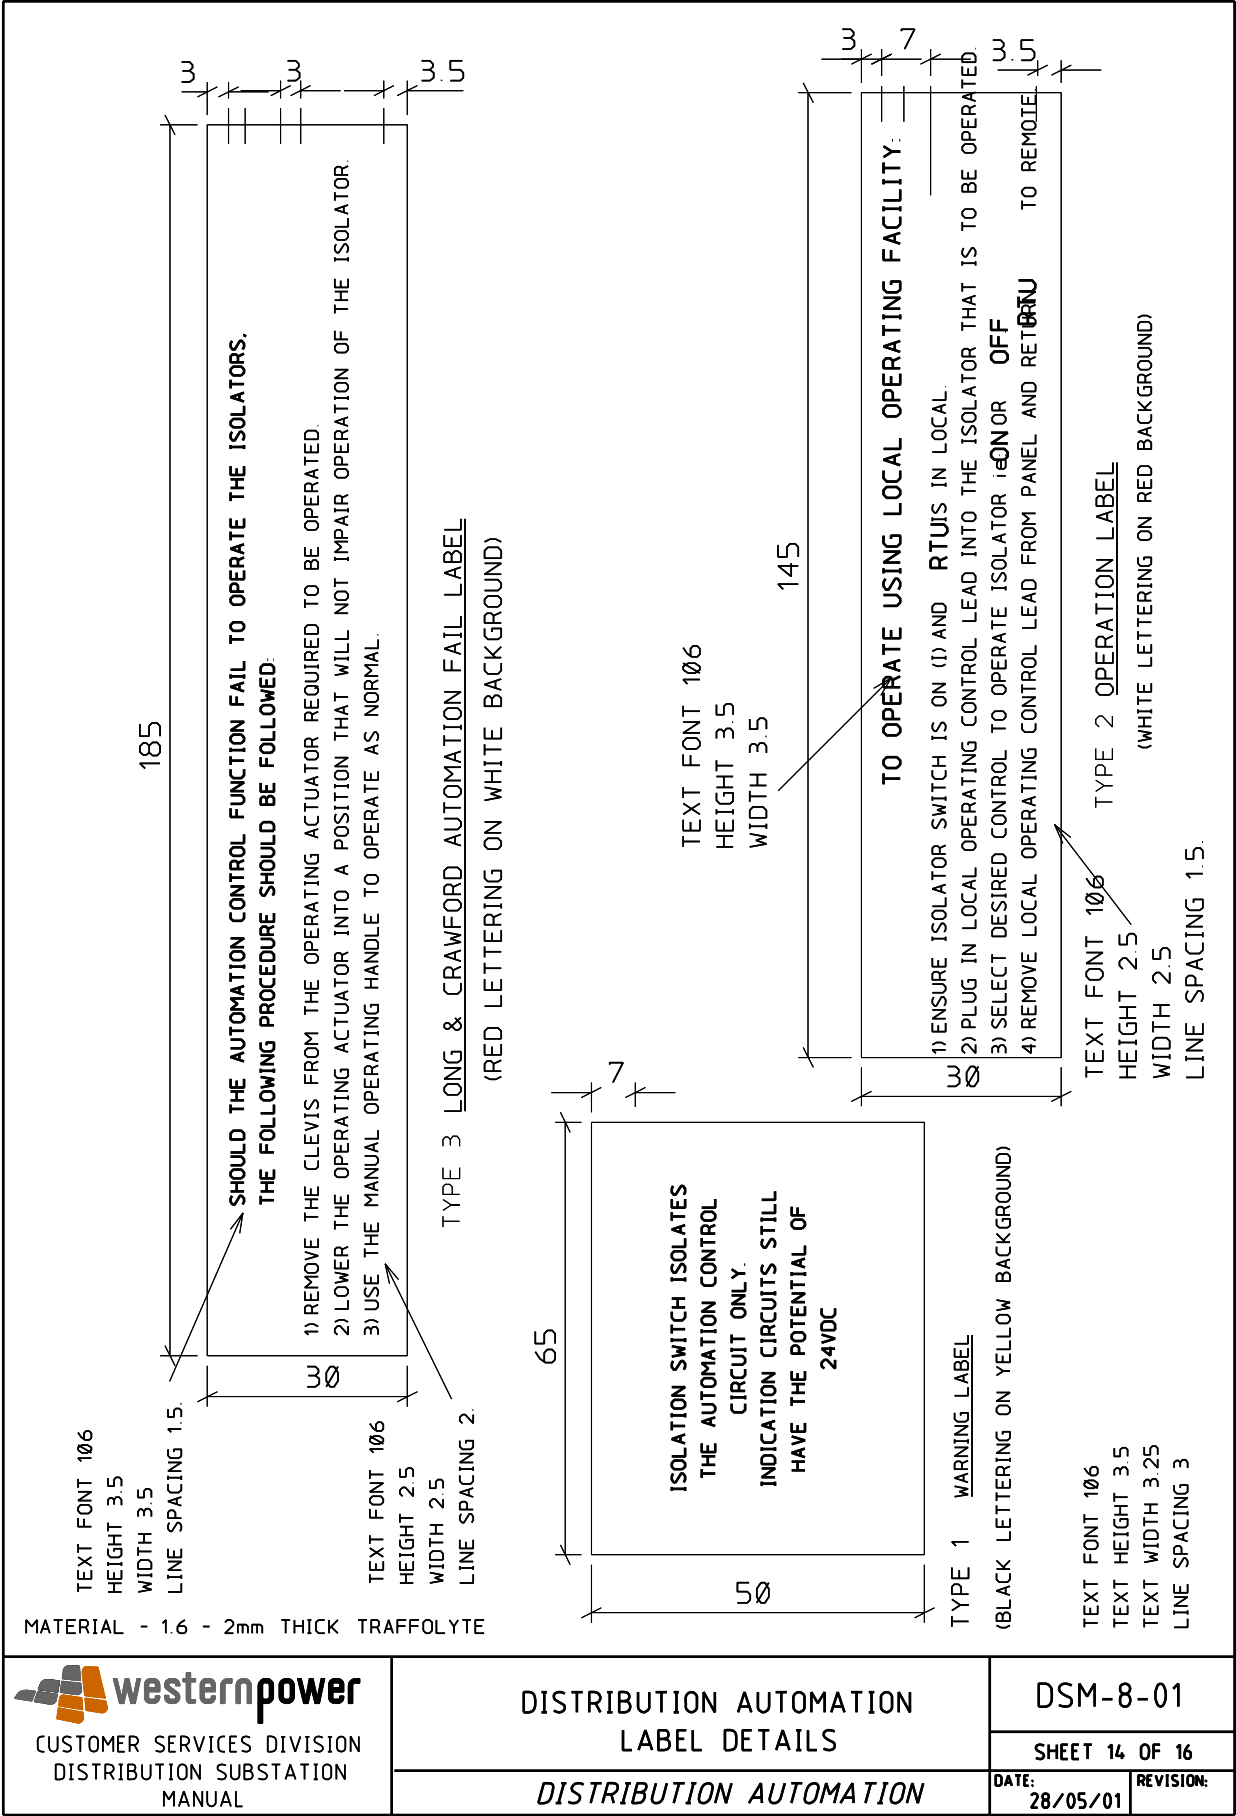 3
3
3.5
185
SHOULD THE AUTOMATION CONTROL FUNCTION FAIL TO OPERATE THE ISOLATORS,
THE FOLLOWING PROCEDURE SHOULD BE FOLLOWED:
1) REMOVE THE CLEVIS FROM THE OPERATING ACTUATOR REQUIRED TO BE OPERATED.
2) LOWER THE OPERATING ACTUATOR INTO A POSITION THAT WILL NOT IMPAIR OPERATION OF THE ISOLATOR.
3) USE THE MANUAL OPERATING HANDLE TO OPERATE AS NORMAL.
30
TYPE 3 LONG & CRAWFORD AUTOMATION FAIL LABEL
(RED LETTERING ON WHITE BACKGROUND)
TEXT FONT 106
HEIGHT 3.5
WIDTH 3.5
LINE SPACING 1.5.
TEXT FONT 106
HEIGHT 2.5
WIDTH 2.5
LINE SPACING 2.
3
7
3.5
145
TO OPERATE USING LOCAL OPERATING FACILITY:
1) ENSURE ISOLATOR SWITCH IS ON (I) AND RTU IS IN LOCAL.
2) PLUG IN LOCAL OPERATING CONTROL LEAD INTO THE ISOLATOR THAT IS TO BE OPERATED.
3) SELECT DESIRED CONTROL TO OPERATE ISOLATOR ie ON OR OFF
4) REMOVE LOCAL OPERATING CONTROL LEAD FROM PANEL AND RETURN RTU TO REMOTE.
30
TEXT FONT 106
HEIGHT 3.5
WIDTH 3.5
TYPE 2 OPERATION LABEL
(WHITE LETTERING ON RED BACKGROUND)
TEXT FONT 106
HEIGHT 2.5
WIDTH 2.5
LINE SPACING 1.5.
7
65
ISOLATION SWITCH ISOLATES
THE AUTOMATION CONTROL
CIRCUIT ONLY.
INDICATION CIRCUITS STILL
HAVE THE POTENTIAL OF
24VDC
50
TYPE 1 WARNING LABEL
(BLACK LETTERING ON YELLOW BACKGROUND)
TEXT FONT 106
TEXT HEIGHT 3.5
TEXT WIDTH 3.25
LINE SPACING 3
MATERIAL - 1.6 - 2mm THICK TRAFFOLYTE
westernpower
CUSTOMER SERVICES DIVISION
DISTRIBUTION SUBSTATION
MANUAL
DISTRIBUTION AUTOMATION
LABEL DETAILS
DISTRIBUTION AUTOMATION
DSM-8-01
SHEET 14 OF 16
DATE:
28/05/01
REVISION: